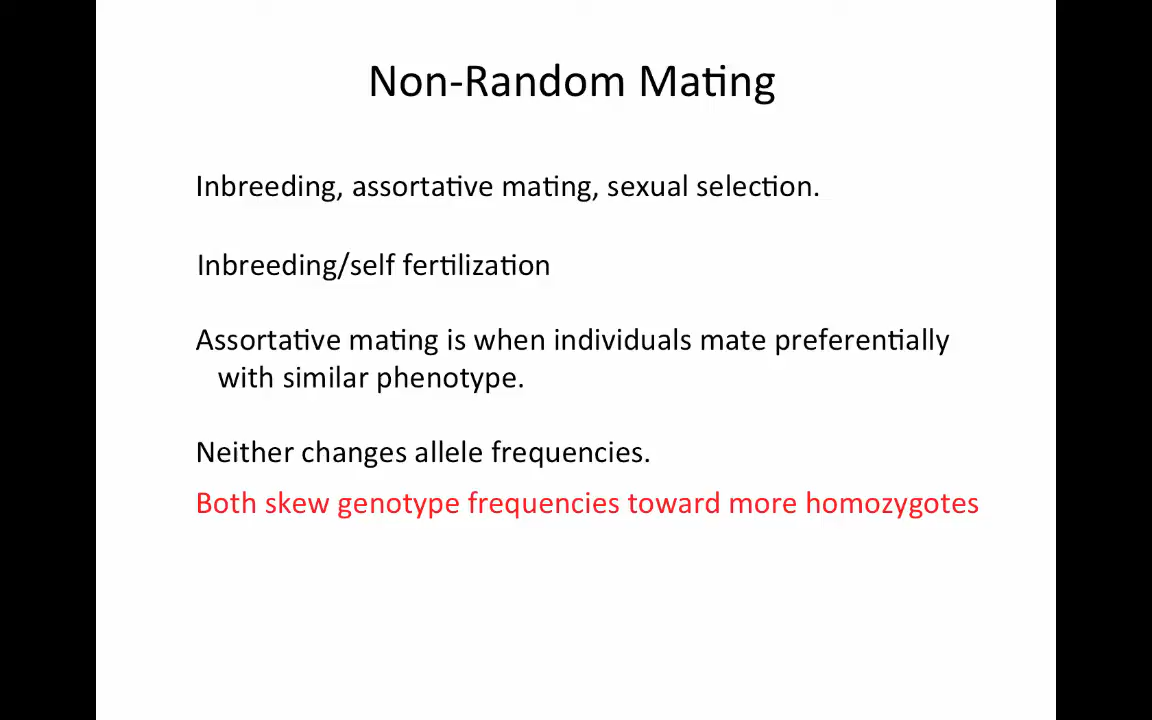 Non-Random Mating
Inbreeding, assortative mating, sexual selection.
Inbreeding/self fertilization
Assortative mating is when individuals mate preferentially
with similar phenotype.
Neither changes allele frequencies.
Both skew genotype frequencies toward more homozygotes